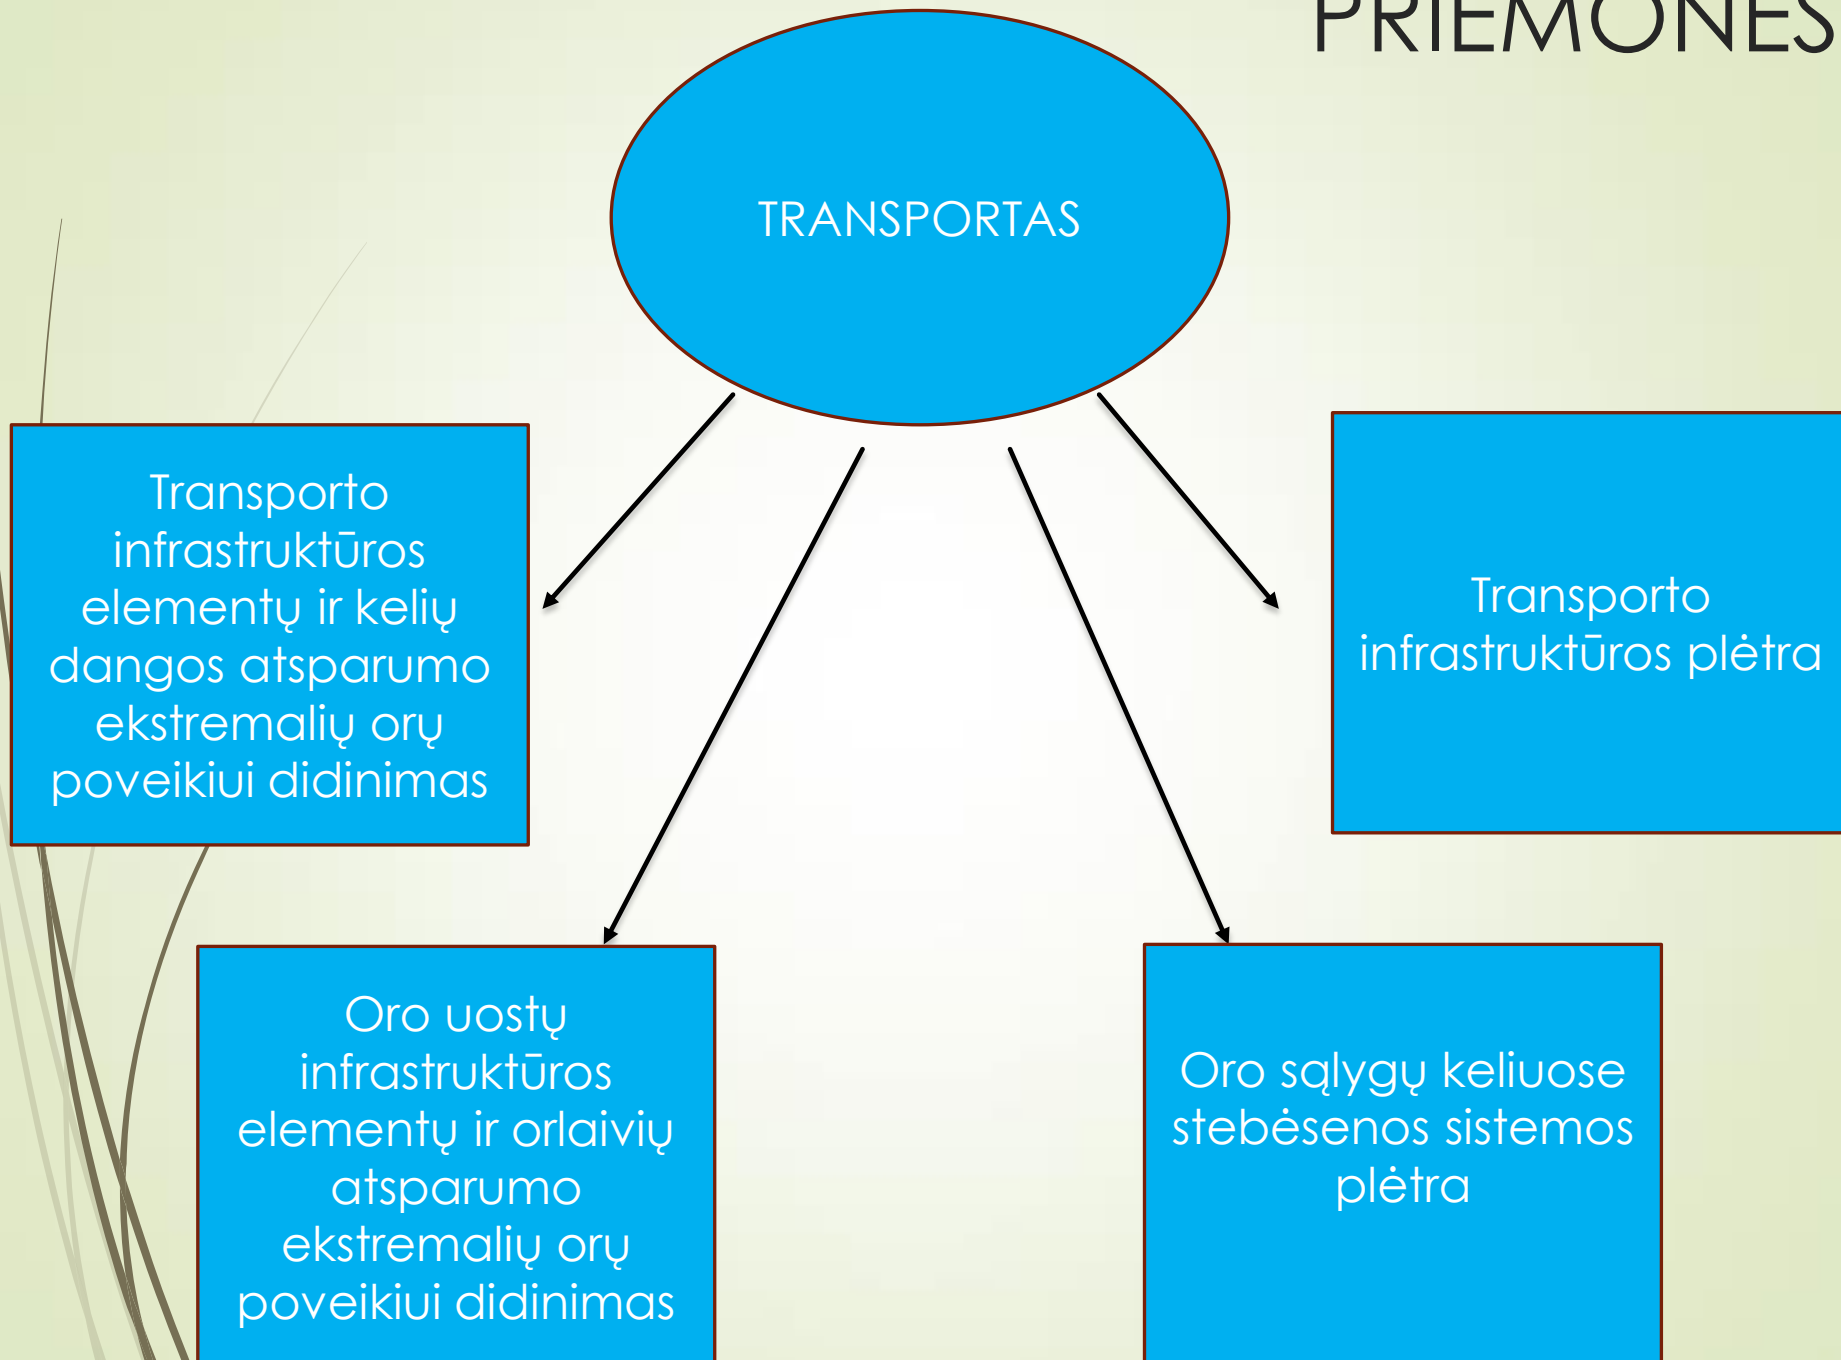 PRIEMONĖS
TRANSPORTAS
Transporto
infrastruktūros
elementų ir kelių
dangos atsparumo
ekstremalių orų
poveikiui didinimas
Transporto
infrastruktūros plėtra
Oro uostų
infrastruktūros
elementų ir orlaivių
atsparumo
ekstremalių orų
poveikiui didinimas
Oro sąlygų keliuose
stebėsenos sistemos
plėtra